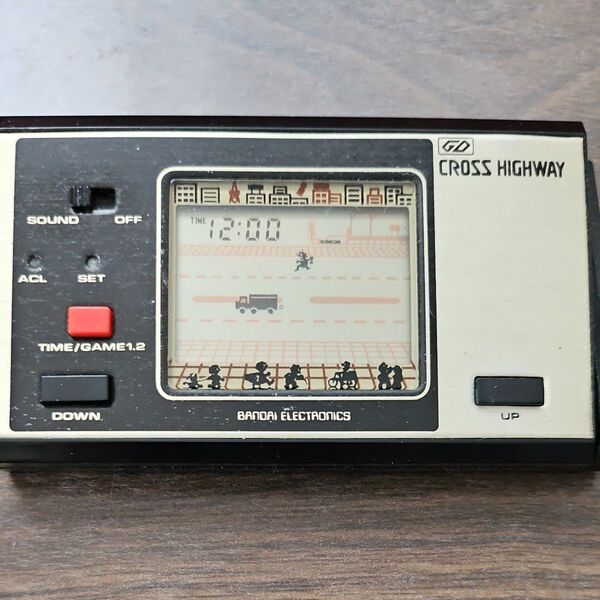 GD
CROSS HIGHWAY
SOUND OFF
TIME 12:00
ACL SET
TIME/GAME1.2
DOWN
BANDAI ELECTRONICS
UP